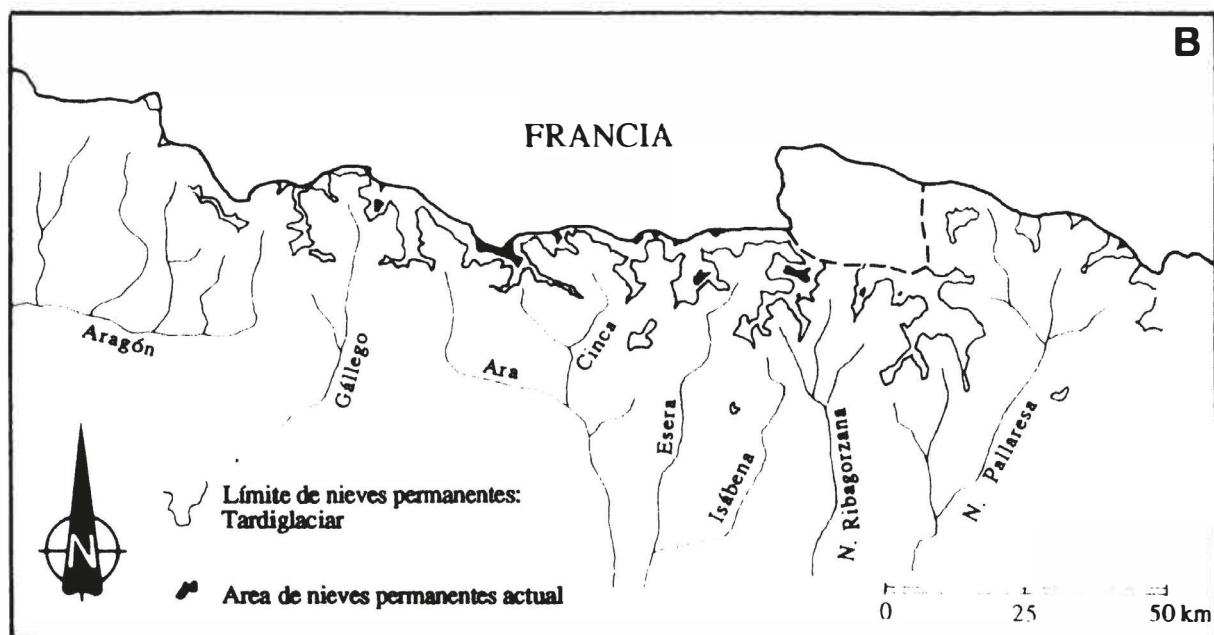 B
FRANCIA
Aragón
Gállego
Ara
Cinca
Esera
Isábena
N. Ribagorzana
N. Pallaresa
Límite de nieves permanentes:
Tardiglaciar
N
Area de nieves permanentes actual
0 25 50 km